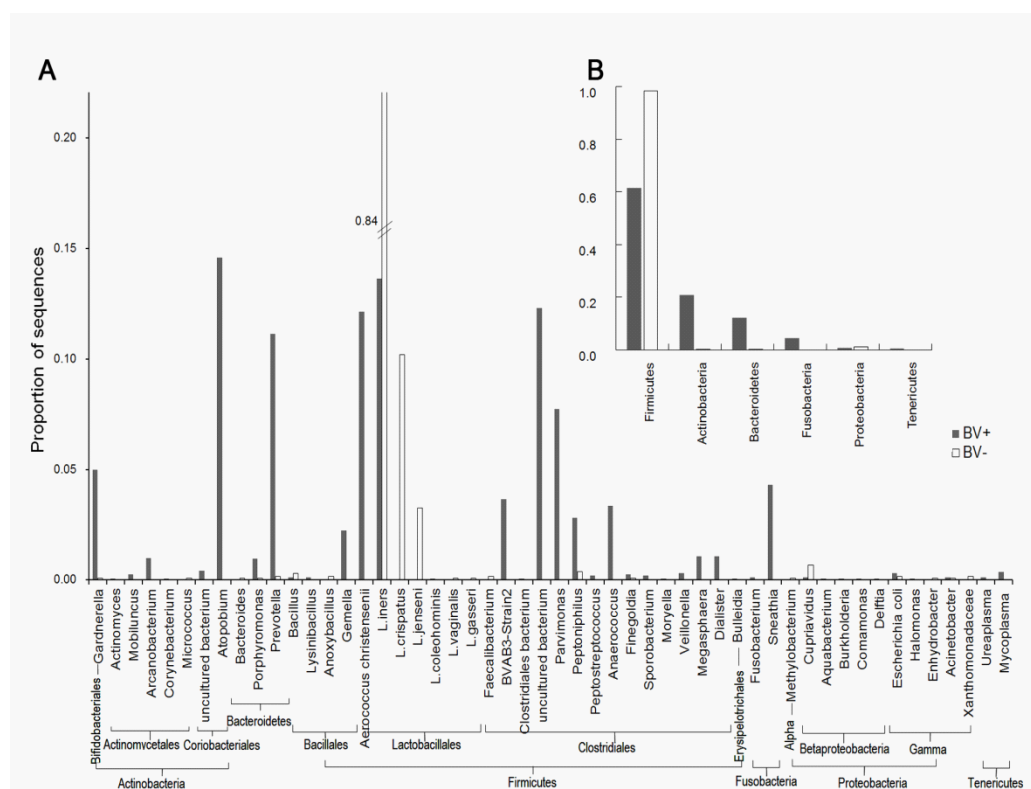 A
B
Proportion of sequences
0.20
0.15
0.10
0.05
0.00
0.84
1.0
0.8
0.6
0.4
0.2
0.0
Firmicutes
Actinobacteria
Bacteroidetes
Fusobacteria
Proteobacteria
Tenericutes
BV+
BV-
Bifidobacteriales
Gardnerella
Actinomyces
Mobiluncus
Arcanobacterium
Corynebacterium
Micrococcus
uncultured bacterium
Atopobium
Bacteroides
Porphyromonas
Prevotella
Bacillus
Lysinibacillus
Anoxybacillus
Gemella
Aerococcus christensenii
L.iners
L.crispatus
L.jenseni
L.coleohominis
L.vaginalis
L.gasseri
Faecalibacterium
BVAB3-Strain2
Clostridiales bacterium
uncultured bacterium
Parvimonas
Peptoniphilus
Peptostreptococcus
Anaerococcus
Finegoldia
Sporobacterium
Moryella
Veillonella
Megasphaera
Dialister
Erysipelotrichales
Bulleidia
Fusobacterium
Sneathia
Alpha
Methylobacterium
Cupriavidus
Aquabacterium
Burkholderia
Comamonas
Delftia
Escherichia coli
Halomonas
Enhydrobacter
Acinetobacter
Xanthomonadaceae
Ureaplasma
Mycoplasma
Actinomycetales
Coriobacteriales
Bacteroidetes
Bacillales
Lactobacillales
Clostridiales
Betaproteobacteria
Gamma
Actinobacteria
Firmicutes
Fusobacteria
Proteobacteria
Tenericutes